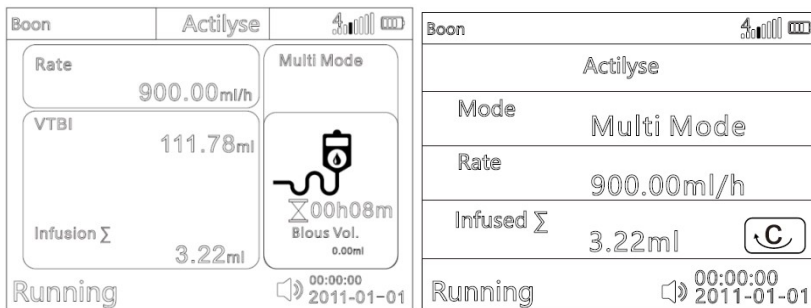 Boon Actilyse 4
Rate Multi Mode
900.00ml/h
VTBI
111.78ml
00h08m
Infusion ∑ Blous Vol.
3.22ml 0.00ml
Running 00:00:00
2011-01-01
Boon 4
Actilyse
Mode
Multi Mode
Rate
900.00ml/h
Infused ∑
3.22ml C
Running 00:00:00
2011-01-01